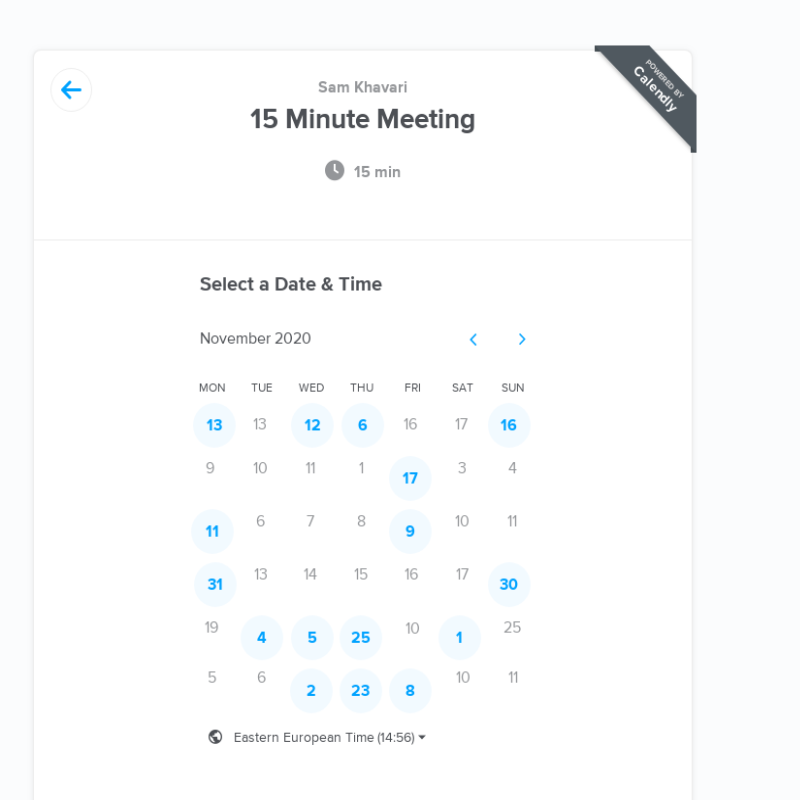 POWERED BY
Calendly
Sam Khavari
15 Minute Meeting
15 min
Select a Date & Time
November 2020
MON TUE WED THU FRI SAT SUN
13 13 12 6 16 17 16
9 10 11 1 17 3 4
11 6 7 8 9 10 11
31 13 14 15 16 17 30
19 4 5 25 10 1 25
5 6 2 23 8 10 11
Eastern European Time (14:56)